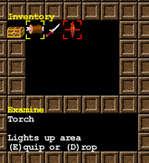 Inventory
Examine
Torch
Lights up area
(E)quip or (D)rop